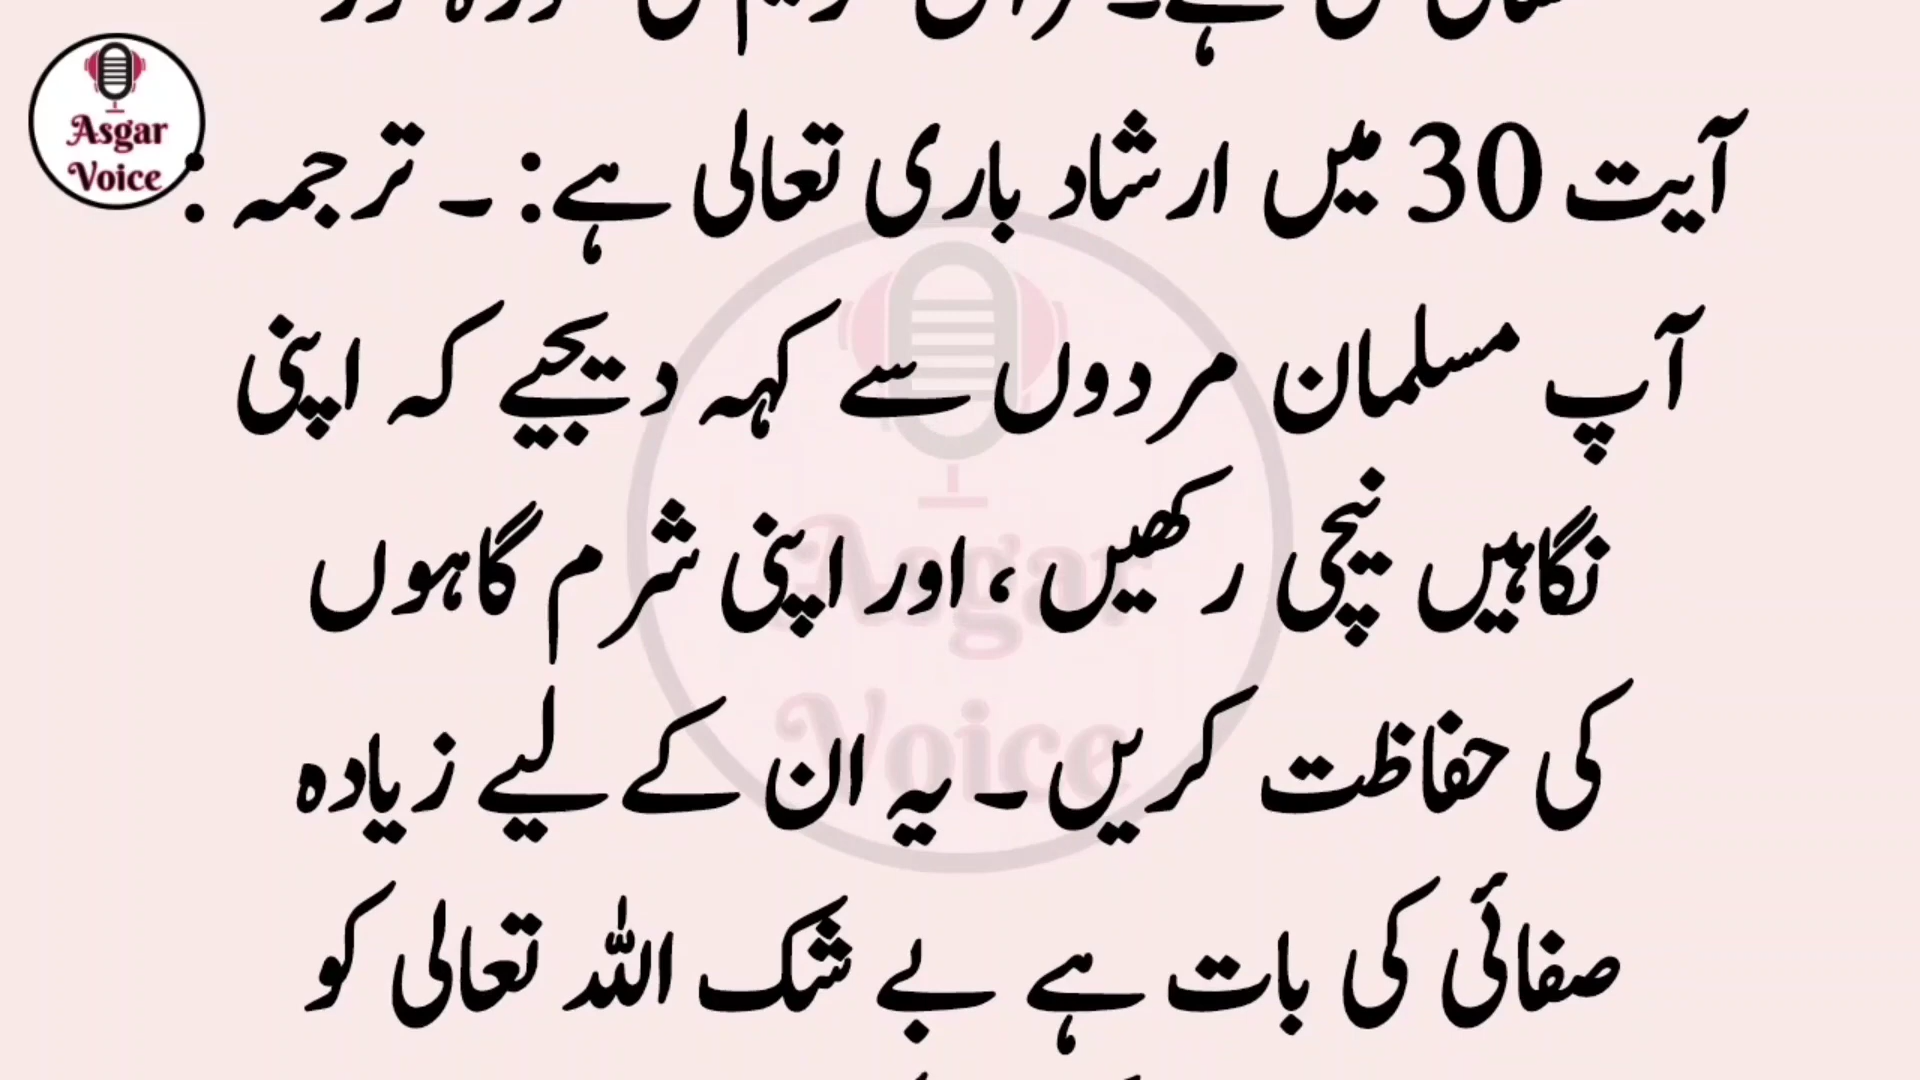 Asgar
Voice
آیت 30 میں ارشاد باری تعالی ہے: ۔ ترجمہ :
آپ مسلمان مردوں سے کہہ دیجیے کہ اپنی
نگاہیں نیچی رکھیں ، اور اپنی شرم گاہوں
کی حفاظت کریں ۔ یہ ان کے لیے زیادہ
صفائی کی بات ہے بے شک اللہ تعالی کو
Asgar
Voice